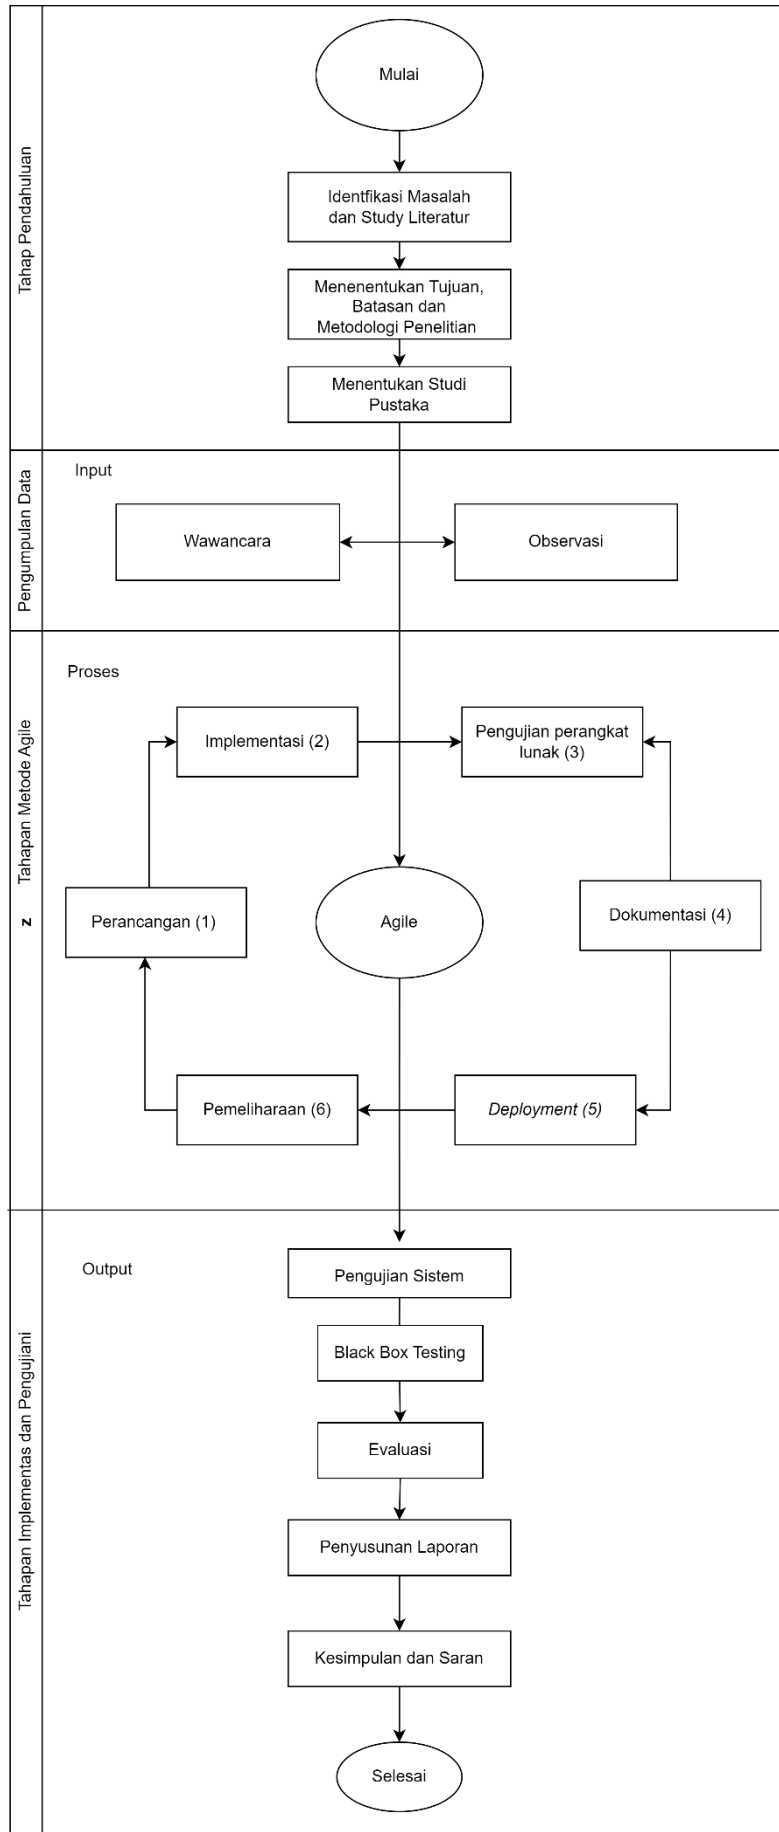 Tahap Pendahuluan
Mulai
Identfikasi Masalah
dan Study Literatur
Menenentukan Tujuan,
Batasan dan
Metodologi Penelitian
Menentukan Studi
Pustaka
Pengumpulan Data
Input
Wawancara
Observasi
z Tahapan Metode Agile
Proses
Implementasi (2)
Pengujian perangkat
lunak (3)
Perancangan (1)
Agile
Dokumentasi (4)
Pemeliharaan (6)
Deployment (5)
Tahapan Implementas dan Pengujiani
Output
Pengujian Sistem
Black Box Testing
Evaluasi
Penyusunan Laporan
Kesimpulan dan Saran
Selesai